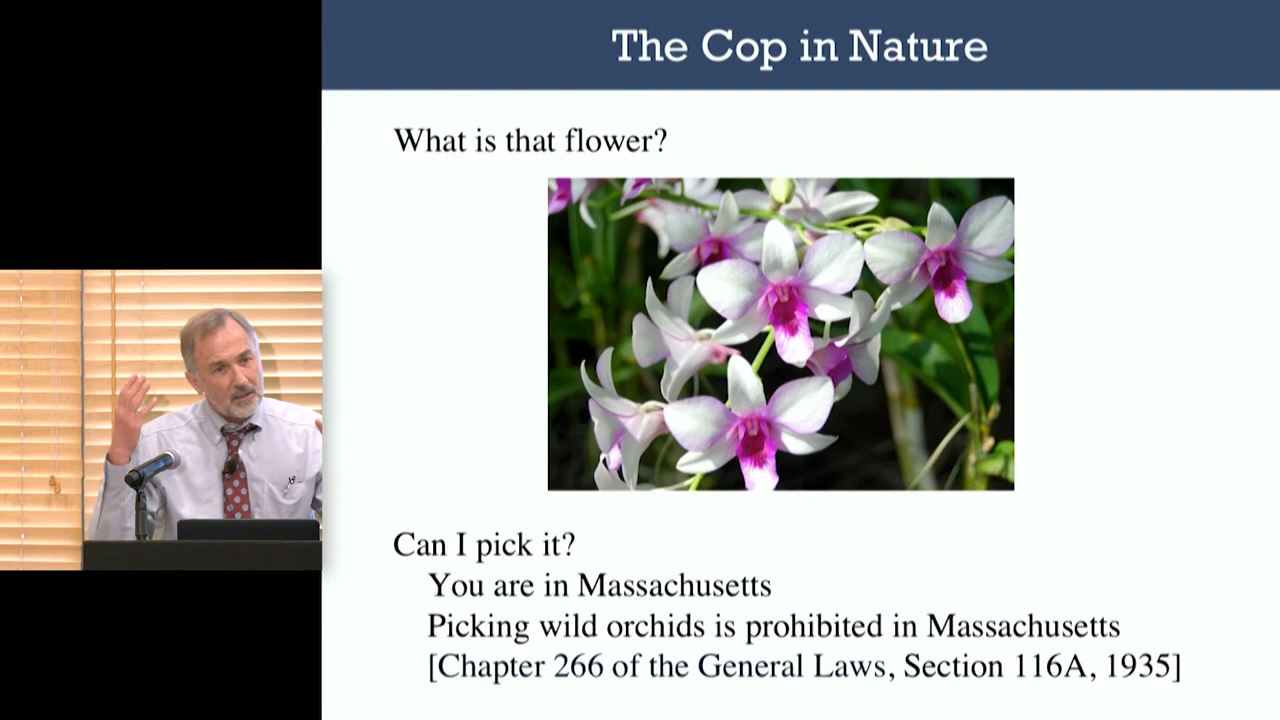 The Cop in Nature
What is that flower?
Can I pick it?
You are in Massachusetts
Picking wild orchids is prohibited in Massachusetts
[Chapter 266 of the General Laws, Section 116A, 1935]